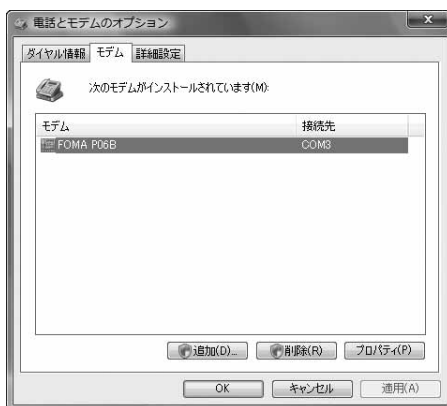 電話とモデムのオプション
ダイヤル情報 モデム 詳細設定
次のモデムがインストールされています(M):
モデム 接続先
FOMA P06B COM3
追加(D)... 削除(R) プロパティ(P)
OK キャンセル 適用(A)